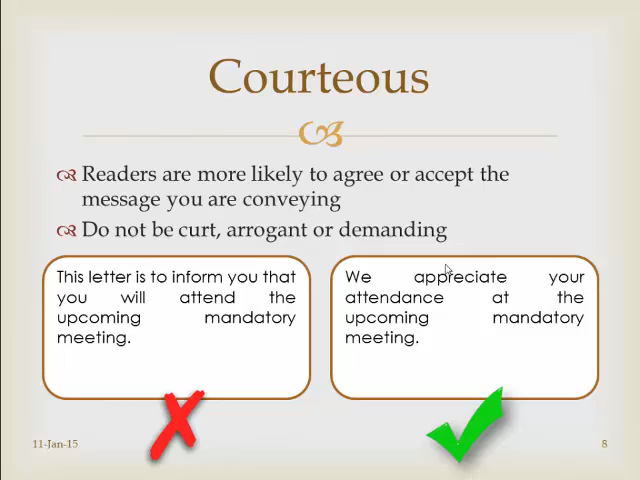 Courteous
Readers are more likely to agree or accept the
message you are conveying
Do not be curt, arrogant or demanding
This letter is to inform you that
you will attend the
upcoming mandatory
meeting.
We appreciate your
attendance at the
upcoming mandatory
meeting.
11-Jan-15
8